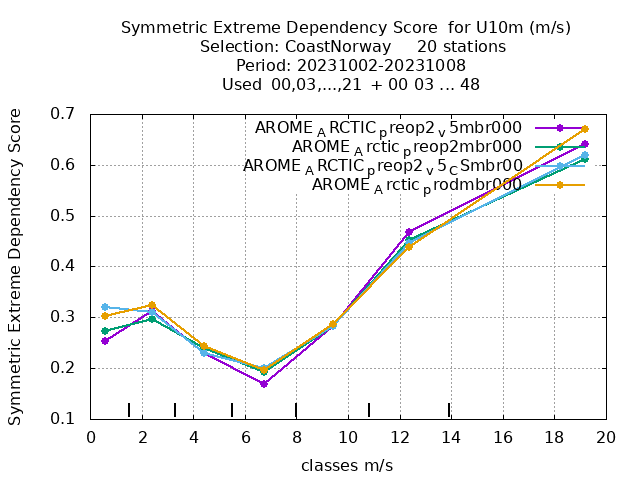 Symmetric Extreme Dependency Score for U10m (m/s)
Selection: CoastNorway 20 stations
Period: 20231002-20231008
Used 00,03,...,21 + 00 03 ... 48
Symmetric Extreme Dependency Score
0.7
0.6
0.5
0.4
0.3
0.2
0.1
AROME_ARCTIC_preop2_v5mbr000
AROME_Arctic_preop2mbr000
AROME_ARCTIC_preop2_v5_CSmbr00
AROME_Arctic_prodmbr000
0 2 4 6 8 10 12 14 16 18 20
classes m/s